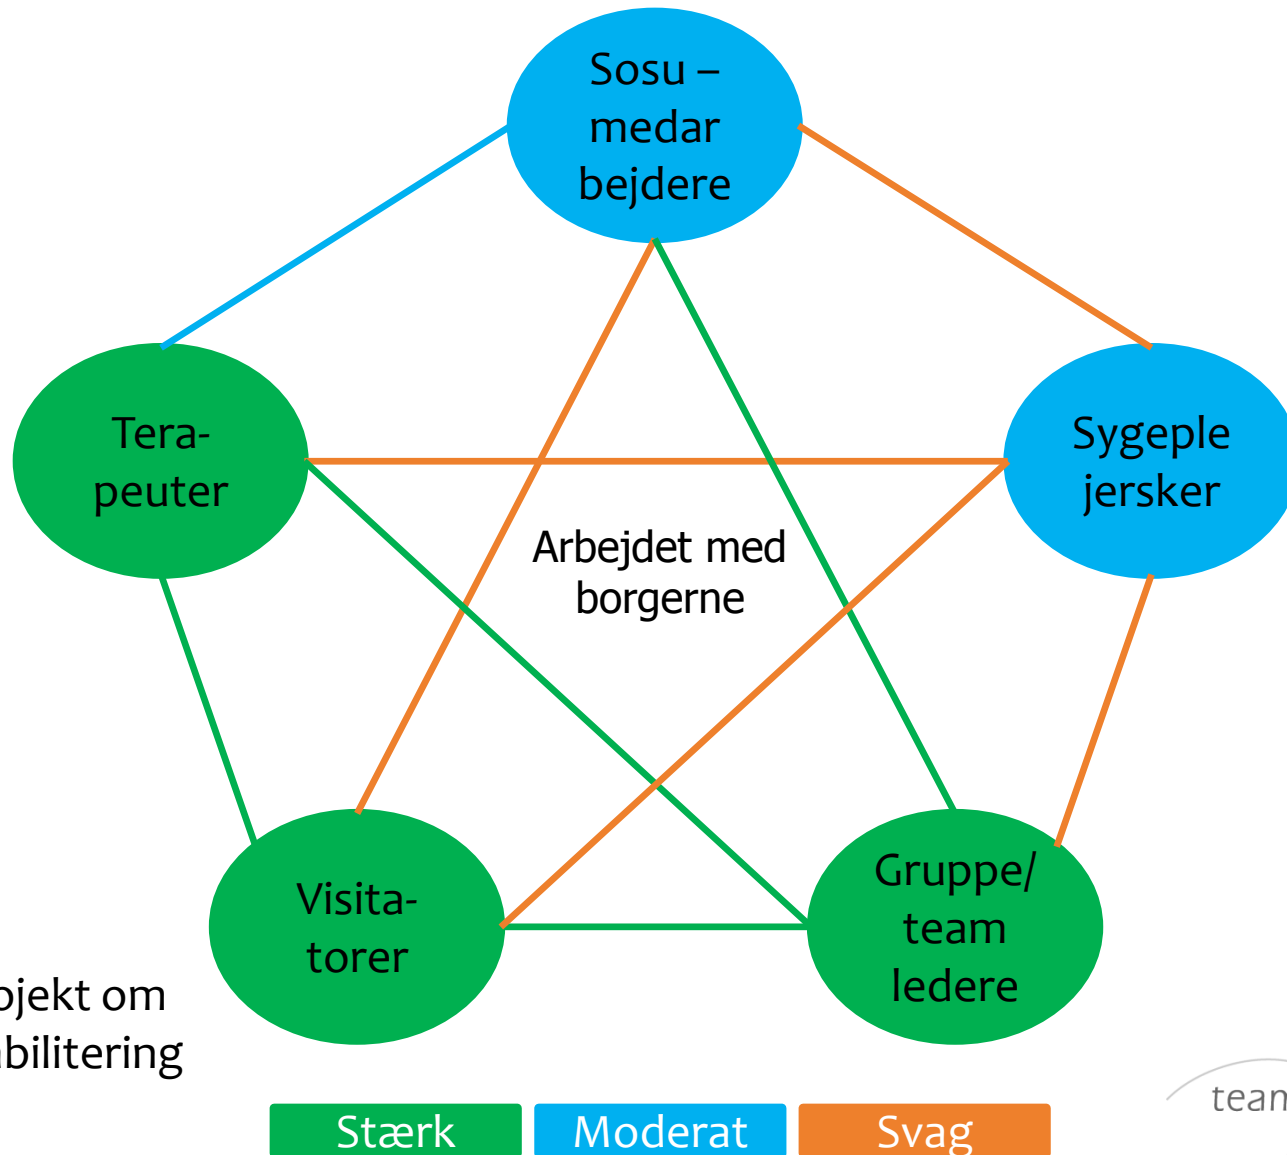 Sosu –
medar
bejdere
Tera-
peuter
Sygeple
jersker
Arbejdet med
borgerne
Visita-
torer
Gruppe/
team
ledere
ojekt om
abilitering
Stærk
Moderat
Svag
team